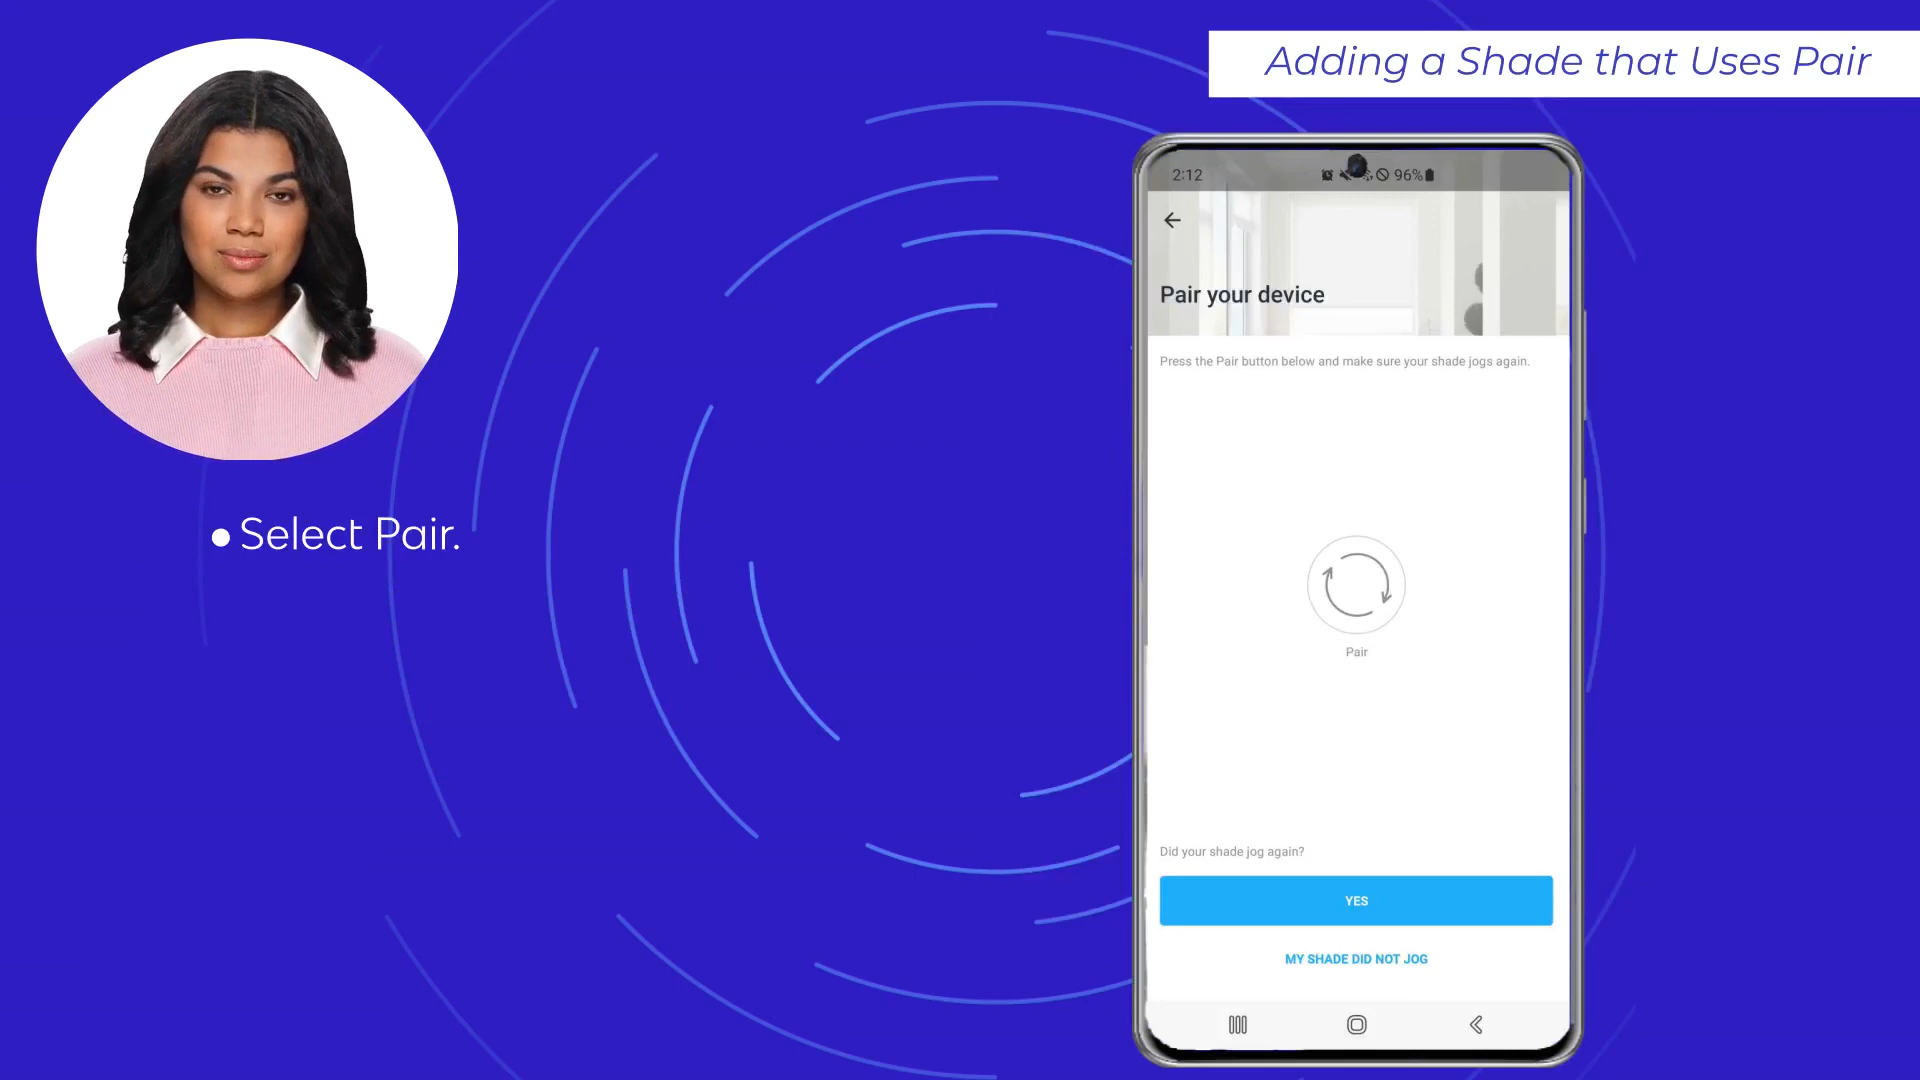 Adding a Shade that Uses Pair
• Select Pair.
2:12
96%
Pair your device
Press the Pair button below and make sure your shade jogs again.
Pair
Did your shade jog again?
YES
MY SHADE DID NOT JOG